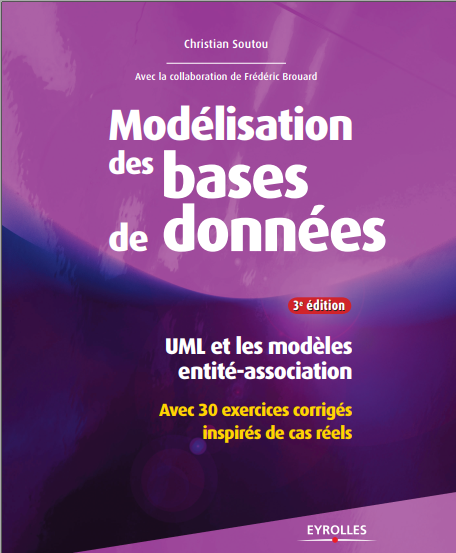 Christian Soutou
Avec la collaboration de Frédéric Brouard
Modélisation
des bases
de données
3e édition
UML et les modèles
entité-association
Avec 30 exercices corrigés
inspirés de cas réels
EYROLLES